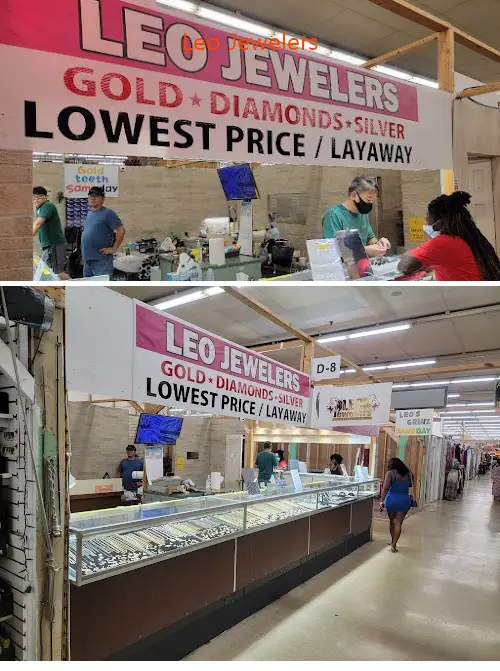 LEO JEWELERS
Leo Jewelers
GOLD ★ DIAMONDS ★ SILVER
LOWEST PRICE / LAYAWAY
Gold
teeth
same day
LEO JEWELERS
GOLD ★ DIAMONDS ★ SILVER
LOWEST PRICE / LAYAWAY
D-8
LEO'S
GRILLZ
SAME DAY